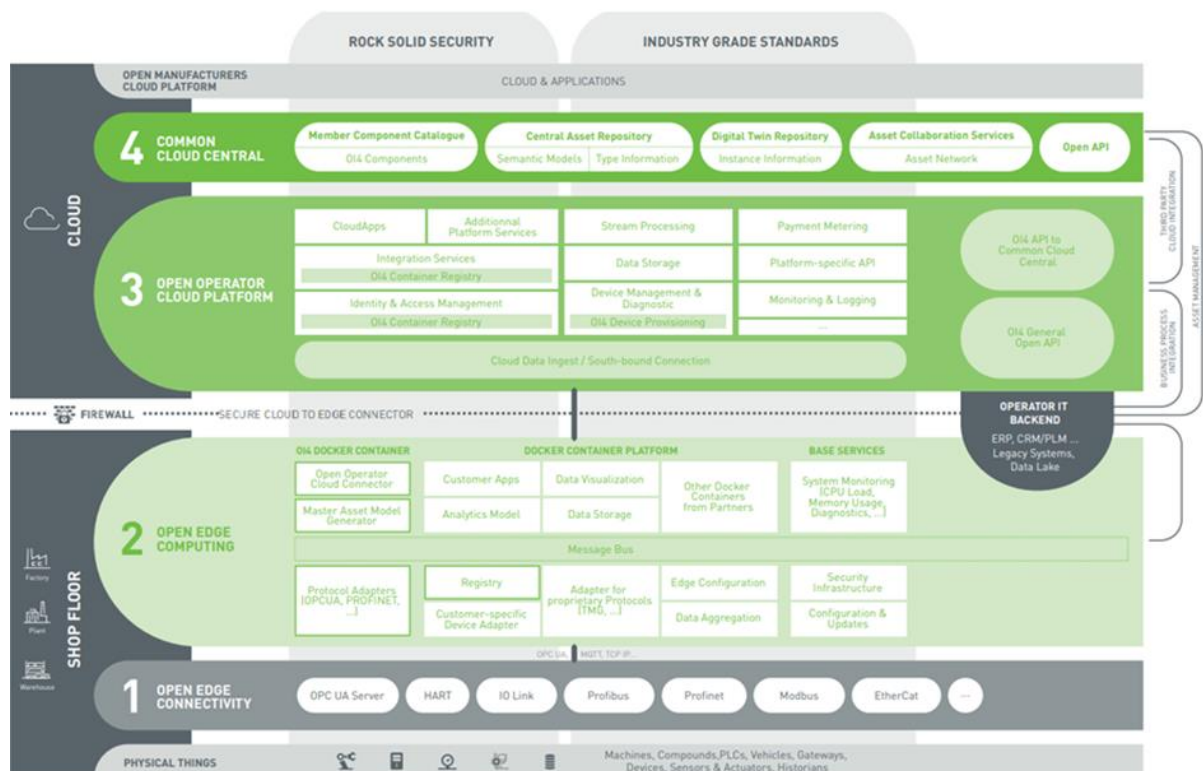 ROCK SOLID SECURITY
INDUSTRY GRADE STANDARDS
OPEN MANUFACTURERS
CLOUD PLATFORM
CLOUD & APPLICATIONS
CLOUD
4
COMMON
CLOUD CENTRAL
Member Component Catalogue
OI4 Components
Central Asset Repository
Semantic Models
Type Information
Digital Twin Repository
Instance Information
Asset Collaboration Services
Asset Network
Open API
3
OPEN OPERATOR
CLOUD PLATFORM
CloudApps
Additionnal
Platform Services
Integration Services
OI4 Container Registry
Identity & Access Management
OI4 Container Registry
Stream Processing
Data Storage
Device Management &
Diagnostic
OI4 Device Provisioning
Payment Metering
Platform-specific API
Monitoring & Logging
...
OI4 API to
Common Cloud
Central
OI4 General
Open API
Cloud Data Ingest / South-bound Connection
THIRD PARTY
CLOUD INTEGRATION
BUSINESS PROCESS
INTEGRATION
ASSET MANAGEMENT
FIREWALL
SECURE CLOUD TO EDGE CONNECTOR
OPERATOR IT
BACKEND
ERP, CRM/PLM ...
Legacy Systems,
Data Lake
SHOP FLOOR
Factory
Plant
Warehouse
2
OPEN EDGE
COMPUTING
OI4 DOCKER CONTAINER
DOCKER CONTAINER PLATFORM
BASE SERVICES
Open Operator
Cloud Connector
Master Asset Model
Generator
Customer Apps
Analytics Model
Data Visualization
Data Storage
Other Docker
Containers
from Partners
System Monitoring
[CPU Load,
Memory Usage,
Diagnostics, ...]
Message Bus
Protocol Adapters
[OPCUA, PROFINET,
...]
Registry
Customer-specific
Device Adapter
Adapter for
proprietary Protocols
[TMG, ...]
Edge Configuration
Data Aggregation
Security
Infrastructure
Configuration &
Updates
OPC UA, MQTT, TCP IP...
1
OPEN EDGE
CONNECTIVITY
OPC UA Server
HART
IO Link
Profibus
Profinet
Modbus
EtherCat
...
PHYSICAL THINGS
Machines, Compounds,PLCs, Vehicles, Gateways,
Devices, Sensors & Actuators, Historians